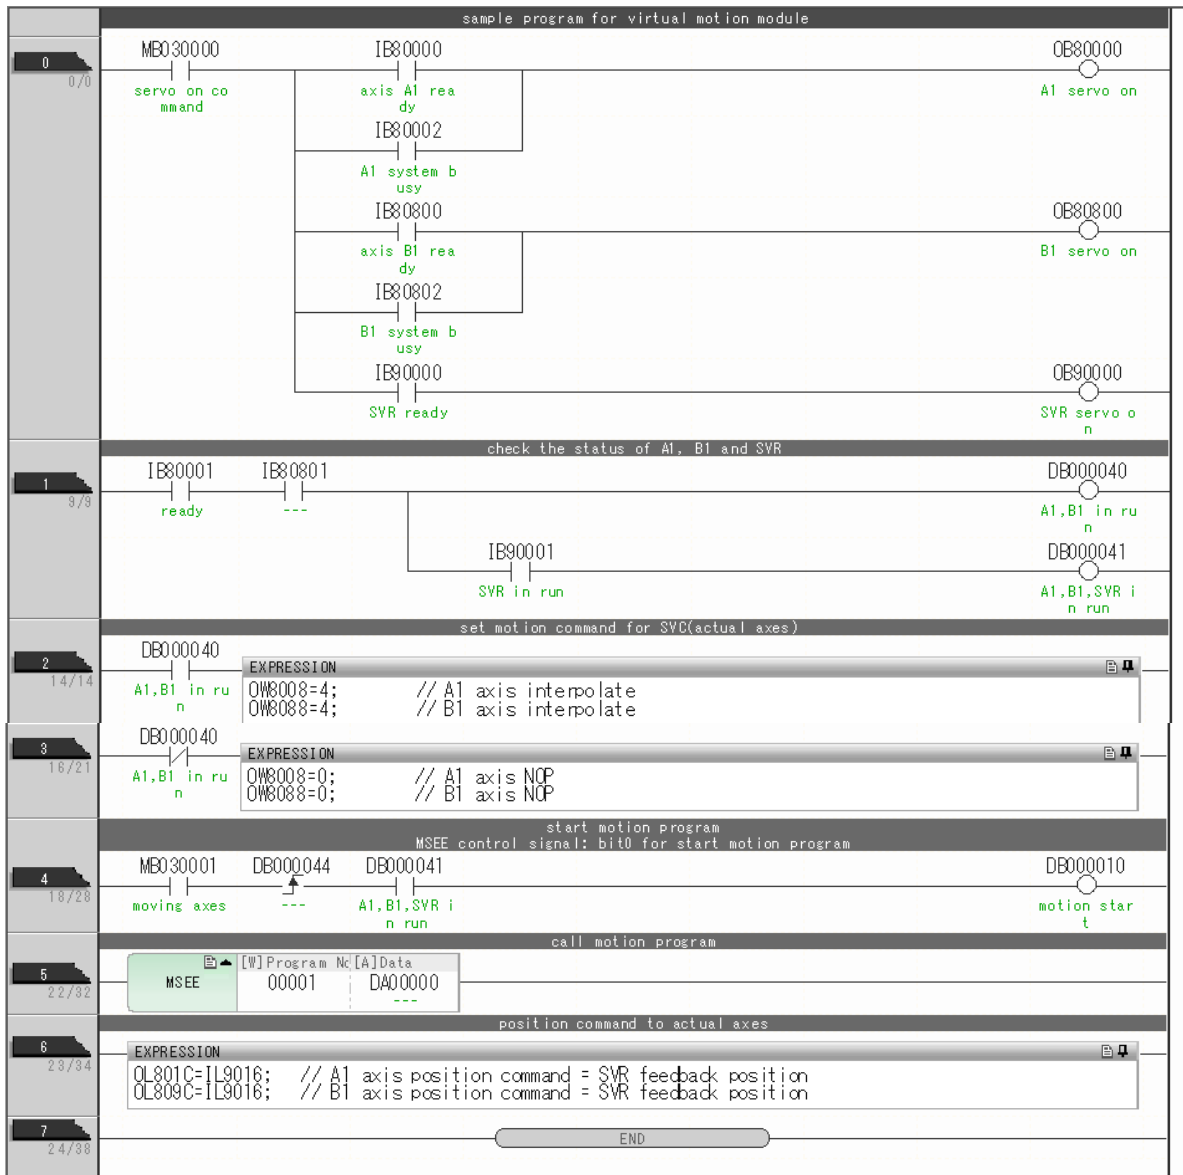 sample program for virtual motion module
0
0/0
MB030000
IB80000
OB80000
servo on co
mmand
axis A1 rea
dy
A1 servo on
IB80002
A1 system b
usy
IB80800
OB80800
axis B1 rea
dy
B1 servo on
IB80802
B1 system b
usy
IB90000
OB90000
SVR ready
SVR servo o
n
check the status of A1, B1 and SVR
1
9/9
IB80001
IB80801
DB000040
ready
---
A1,B1 in ru
n
IB90001
DB000041
SVR in run
A1,B1,SVR i
n run
set motion command for SVC(actual axes)
2
14/14
DB000040
A1,B1 in ru
n
EXPRESSION
OW8008=4; // A1 axis interpolate
OW8088=4; // B1 axis interpolate
3
16/21
DB000040
A1,B1 in ru
n
EXPRESSION
OW8008=0; // A1 axis NOP
OW8088=0; // B1 axis NOP
start motion program
MSEE control signal: bit0 for start motion program
4
18/28
MB030001
DB000044
DB000041
DB000010
moving axes
---
A1,B1,SVR i
n run
motion star
t
call motion program
5
22/32
MSEE
[W]Program No
[A]Data
00001
DA00000
---
position command to actual axes
6
23/34
EXPRESSION
OL801C=IL9016; // A1 axis position command = SVR feedback position
OL809C=IL9016; // B1 axis position command = SVR feedback position
7
24/38
END